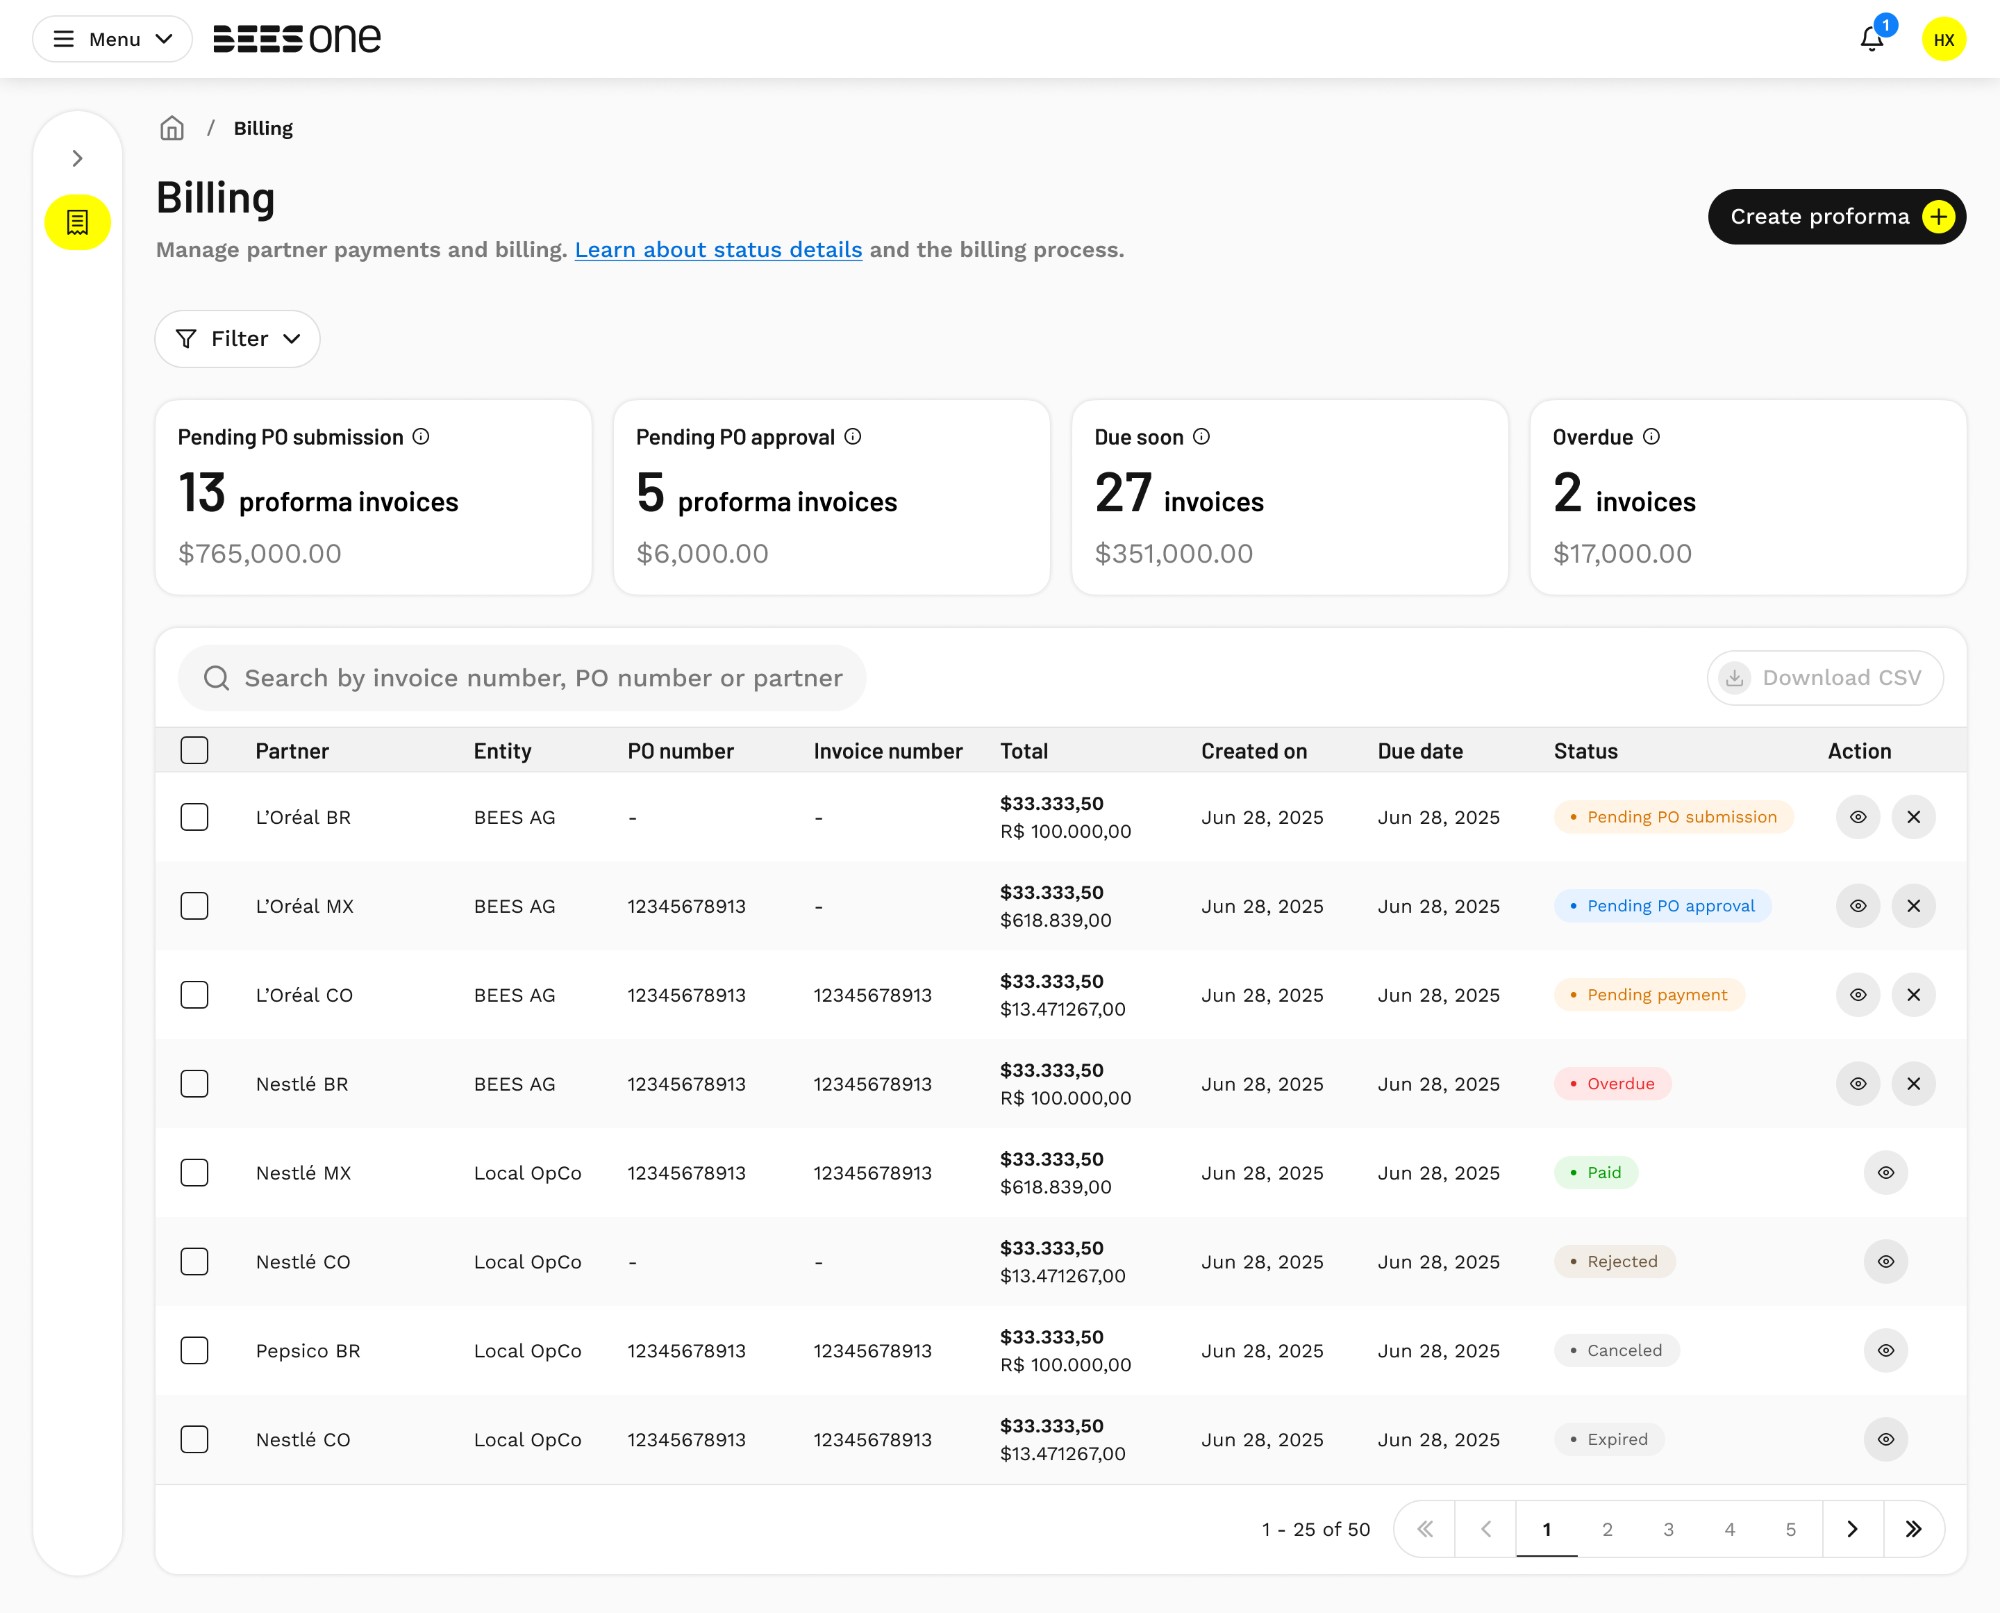 Menu
BEES one
1
HX
/ Billing
Billing
Create proforma
Manage partner payments and billing. Learn about status details and the billing process.
Filter
Pending PO submission
13 proforma invoices
$765,000.00
Pending PO approval
5 proforma invoices
$6,000.00
Due soon
27 invoices
$351,000.00
Overdue
2 invoices
$17,000.00
Search by invoice number, PO number or partner
Download CSV
Partner Entity PO number Invoice number Total Created on Due date Status Action
L’Oréal BR BEES AG - - $33.333,50 Jun 28, 2025 Jun 28, 2025 Pending PO submission
R$ 100.000,00
L’Oréal MX BEES AG 12345678913 - $33.333,50 Jun 28, 2025 Jun 28, 2025 Pending PO approval
$618.839,00
L’Oréal CO BEES AG 12345678913 12345678913 $33.333,50 Jun 28, 2025 Jun 28, 2025 Pending payment
$13.471267,00
Nestlé BR BEES AG 12345678913 12345678913 $33.333,50 Jun 28, 2025 Jun 28, 2025 Overdue
R$ 100.000,00
Nestlé MX Local OpCo 12345678913 12345678913 $33.333,50 Jun 28, 2025 Jun 28, 2025 Paid
$618.839,00
Nestlé CO Local OpCo - - $33.333,50 Jun 28, 2025 Jun 28, 2025 Rejected
$13.471267,00
Pepsico BR Local OpCo 12345678913 12345678913 $33.333,50 Jun 28, 2025 Jun 28, 2025 Canceled
R$ 100.000,00
Nestlé CO Local OpCo 12345678913 12345678913 $33.333,50 Jun 28, 2025 Jun 28, 2025 Expired
$13.471267,00
1 - 25 of 50 1 2 3 4 5